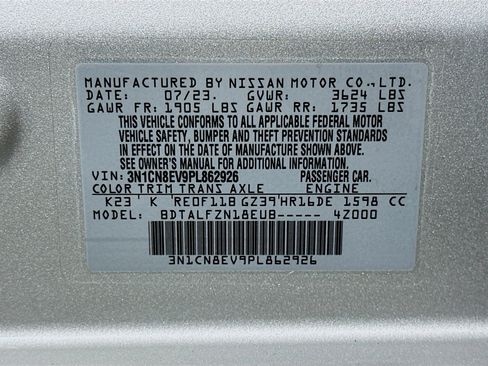 MANUFACTURED BY NISSAN MOTOR CO.,LTD.
DATE: 07/23. GVWR: 3624 LBS
GAWR FR: 1905 LBS GAWR RR: 1735 LBS
THIS VEHICLE CONFORMS TO ALL APPLICABLE FEDERAL MOTOR
VEHICLE SAFETY, BUMPER AND THEFT PREVENTION STANDARDS
IN EFFECT ON THE DATE OF MANUFACTURE SHOWN ABOVE.
SEE OWNER'S MANUAL FOR ADDITIONAL INFORMATION
VIN: 3N1CN8EV9PL862926 PASSENGER CAR.
COLOR TRIM TRANS AXLE ENGINE
K23 K RE0F11B GZ39 HR16DE 1598 CC
MODEL: BDTALFZN18EUB----- 4Z000
3N1CN8EV9PL862926